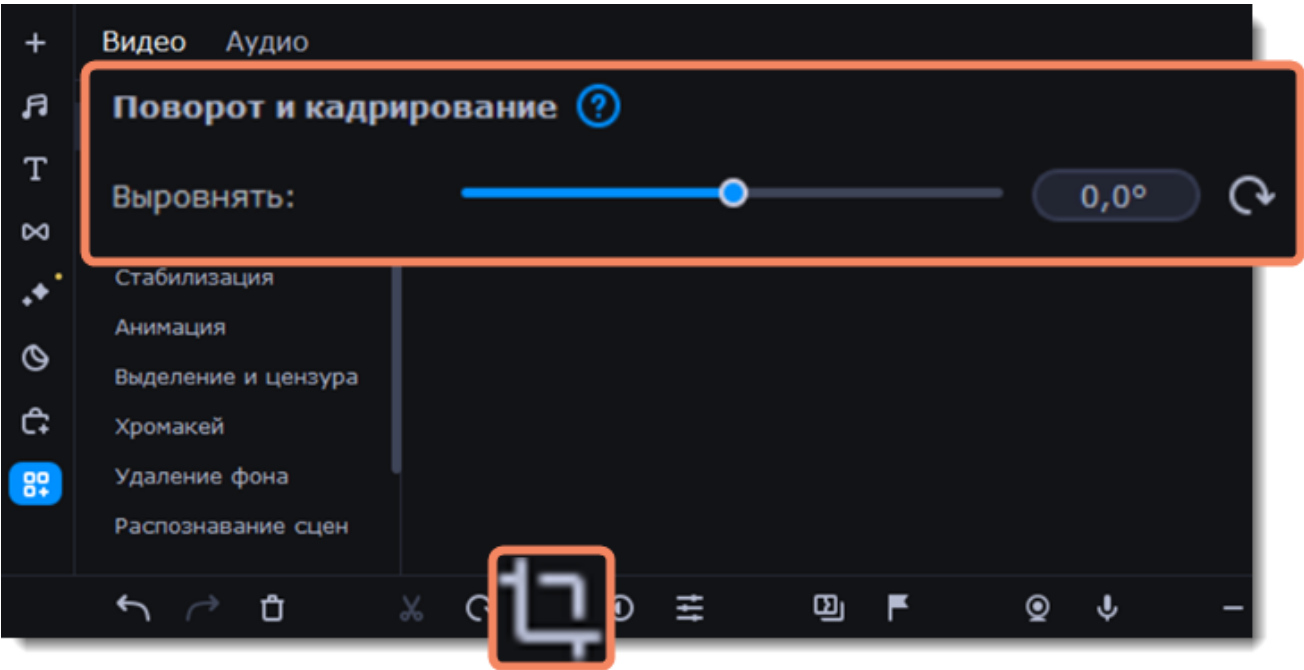 Видео Аудио
Поворот и кадрирование ?
Выровнять: 0,0°
Стабилизация
Анимация
Выделение и цензура
Хромакей
Удаление фона
Распознавание сцен